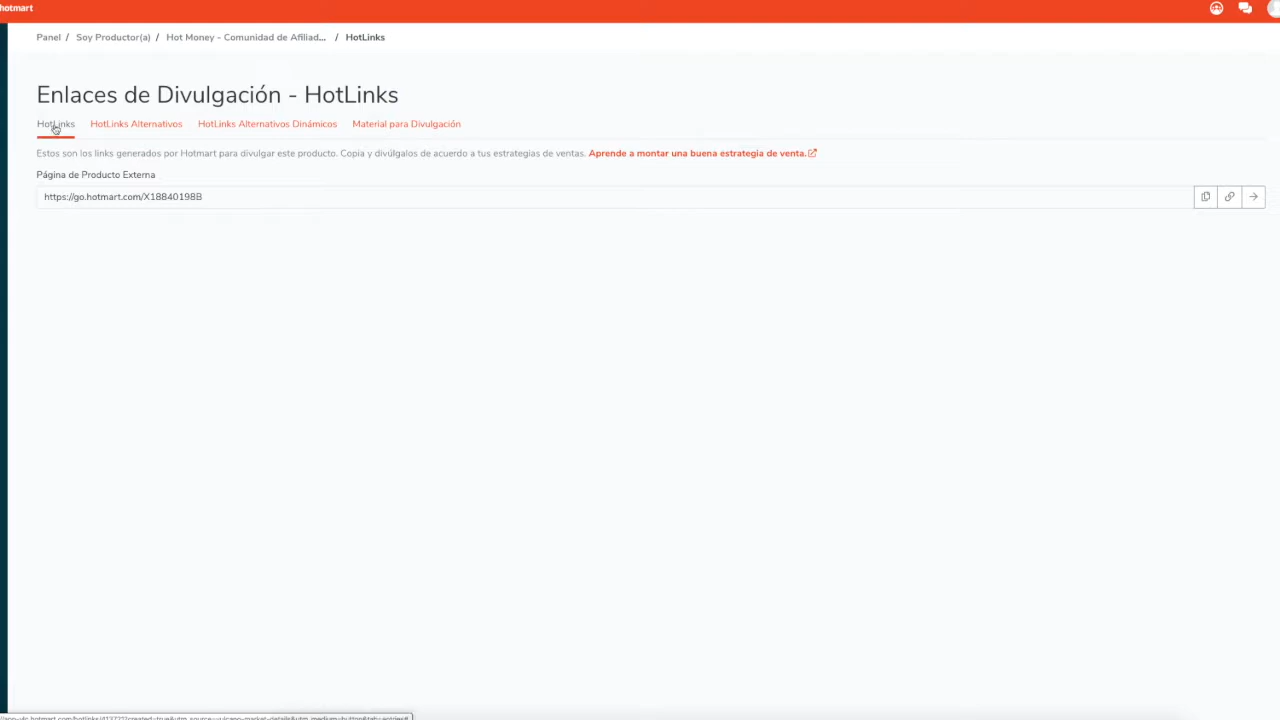 hotmart
Panel / Soy Productor(a) / Hot Money - Comunidad de Afiliad... / HotLinks
Enlaces de Divulgación - HotLinks
HotLinks HotLinks Alternativos HotLinks Alternativos Dinámicos Material para Divulgación
Estos son los links generados por Hotmart para divulgar este producto. Copia y divúlgalos de acuerdo a tus estrategias de ventas. Aprende a montar una buena estrategia de venta.
Página de Producto Externa
https://go.hotmart.com/X18840198B